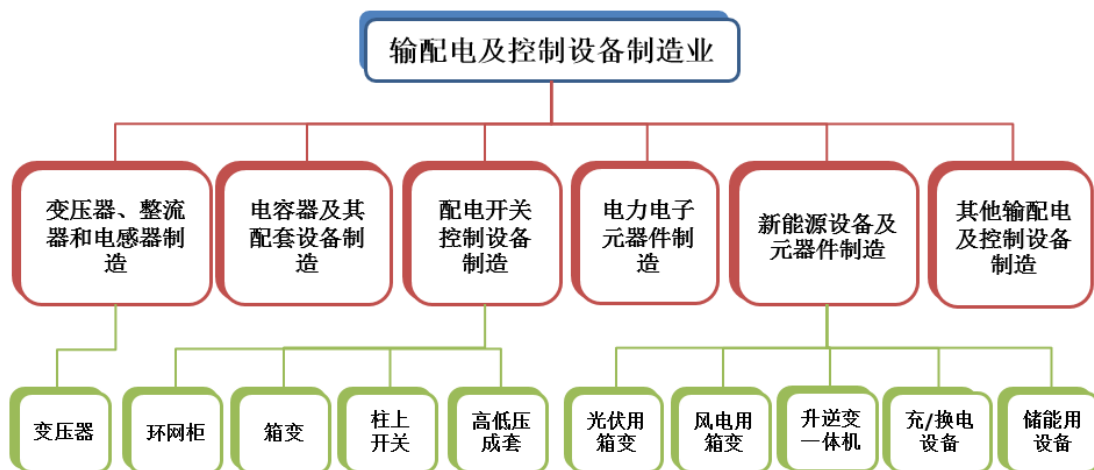 输配电及控制设备制造业
变压器、整流
器和电感器制
造
电容器及其
配套设备制
造
配电开关
控制设备
制造
电力电子
元器件制
造
新能源设备及
元器件制造
其他输配电
及控制设备
制造
变压器
环网柜
箱变
柱上
开关
高低压
成套
光伏用
箱变
风电用
箱变
升逆变
一体机
充/换电
设备
储能用
设备